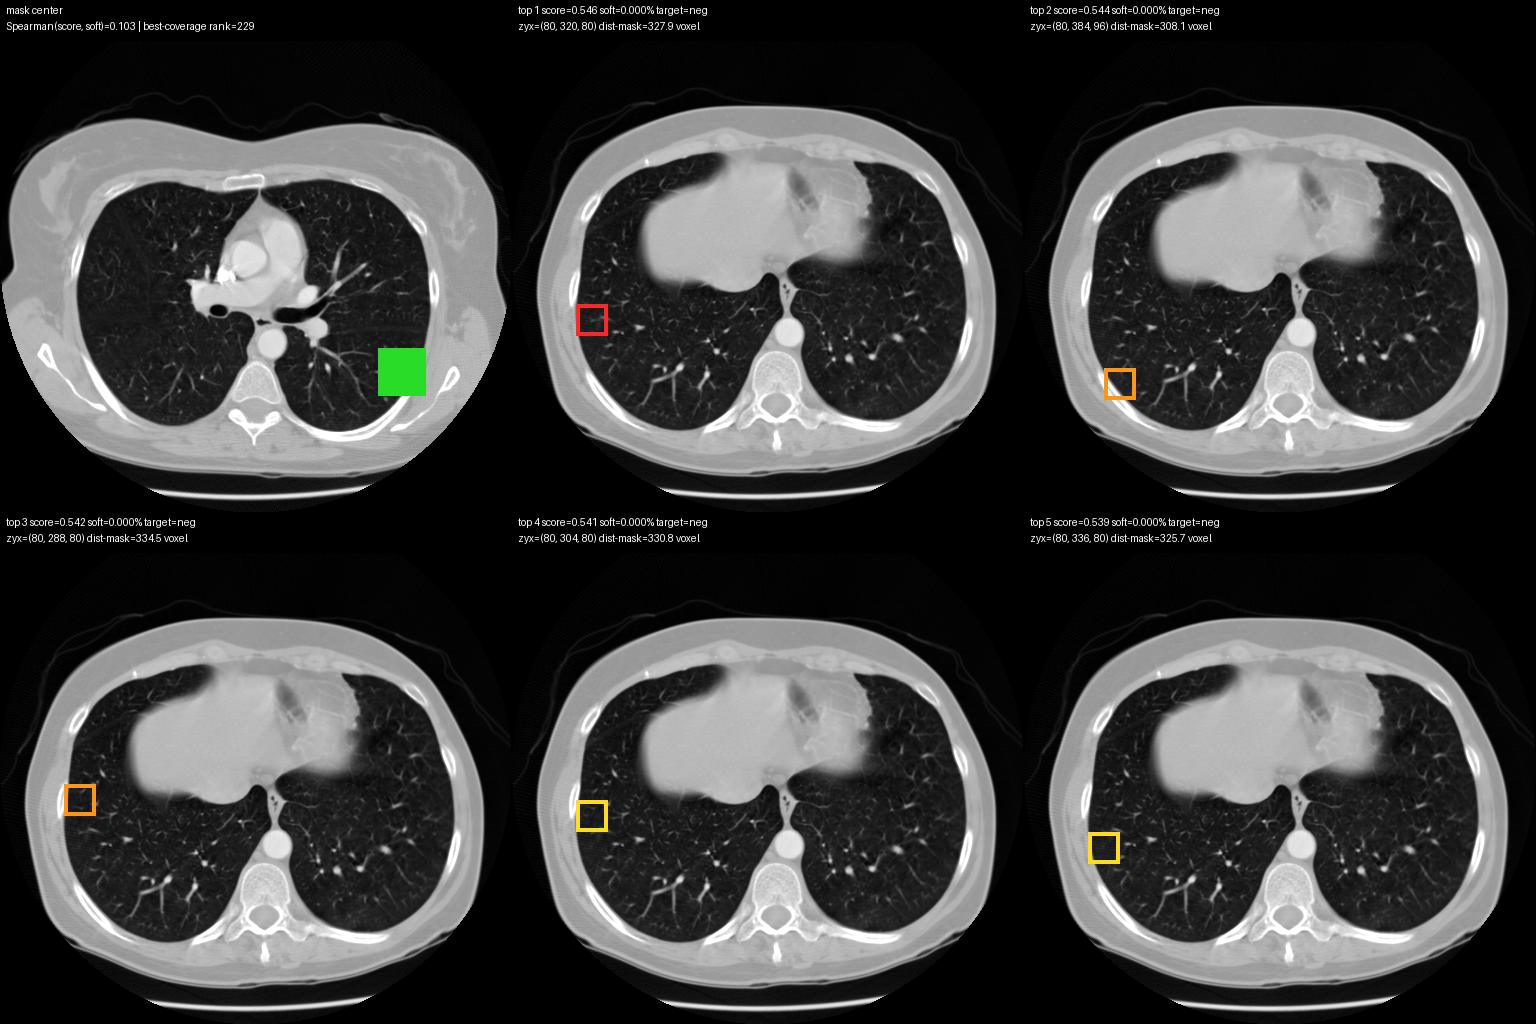 mask center
Spearman(score, soft)=0.103 | best-coverage rank=229
top 1 score=0.546 soft=0.000% target=neg
zyx=(80, 320, 80) dist-mask=327.9 voxel
top 2 score=0.544 soft=0.000% target=neg
zyx=(80, 384, 96) dist-mask=308.1 voxel
top 3 score=0.542 soft=0.000% target=neg
zyx=(80, 288, 80) dist-mask=334.5 voxel
top 4 score=0.541 soft=0.000% target=neg
zyx=(80, 304, 80) dist-mask=330.8 voxel
top 5 score=0.539 soft=0.000% target=neg
zyx=(80, 336, 80) dist-mask=325.7 voxel